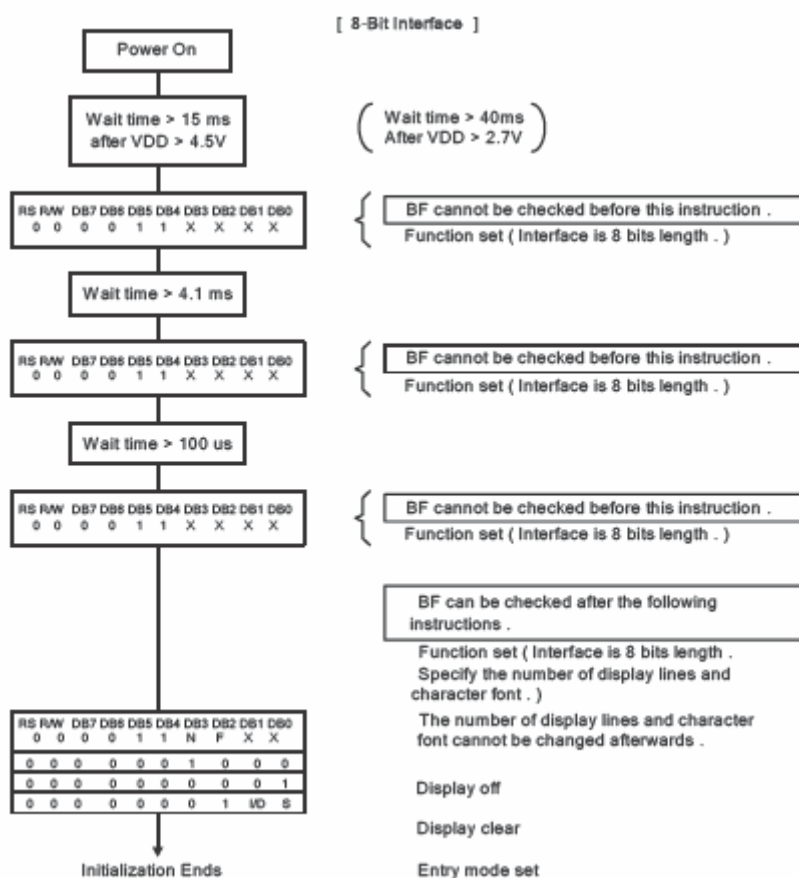 [ 8-Bit Interface ]
Power On
Wait time > 15 ms
after VDD > 4.5V
Wait time > 40ms
After VDD > 2.7V
RS R/W DB7 DB6 DB5 DB4 DB3 DB2 DB1 DB0
0 0 0 0 1 1 X X X X
BF cannot be checked before this instruction .
Function set ( Interface is 8 bits length . )
Wait time > 4.1 ms
RS R/W DB7 DB6 DB5 DB4 DB3 DB2 DB1 DB0
0 0 0 0 1 1 X X X X
BF cannot be checked before this instruction .
Function set ( Interface is 8 bits length . )
Wait time > 100 us
RS R/W DB7 DB6 DB5 DB4 DB3 DB2 DB1 DB0
0 0 0 0 1 1 X X X X
BF cannot be checked before this instruction .
Function set ( Interface is 8 bits length . )
BF can be checked after the following
instructions .
Function set ( Interface is 8 bits length .
Specify the number of display lines and
character font . )
The number of display lines and character
font cannot be changed afterwards .
RS R/W DB7 DB6 DB5 DB4 DB3 DB2 DB1 DB0
0 0 0 0 1 1 N F X X
0 0 0 0 0 0 1 0 0 0
0 0 0 0 0 0 0 0 0 1
0 0 0 0 0 0 0 1 I/D S
Display off
Display clear
Initialization Ends
Entry mode set